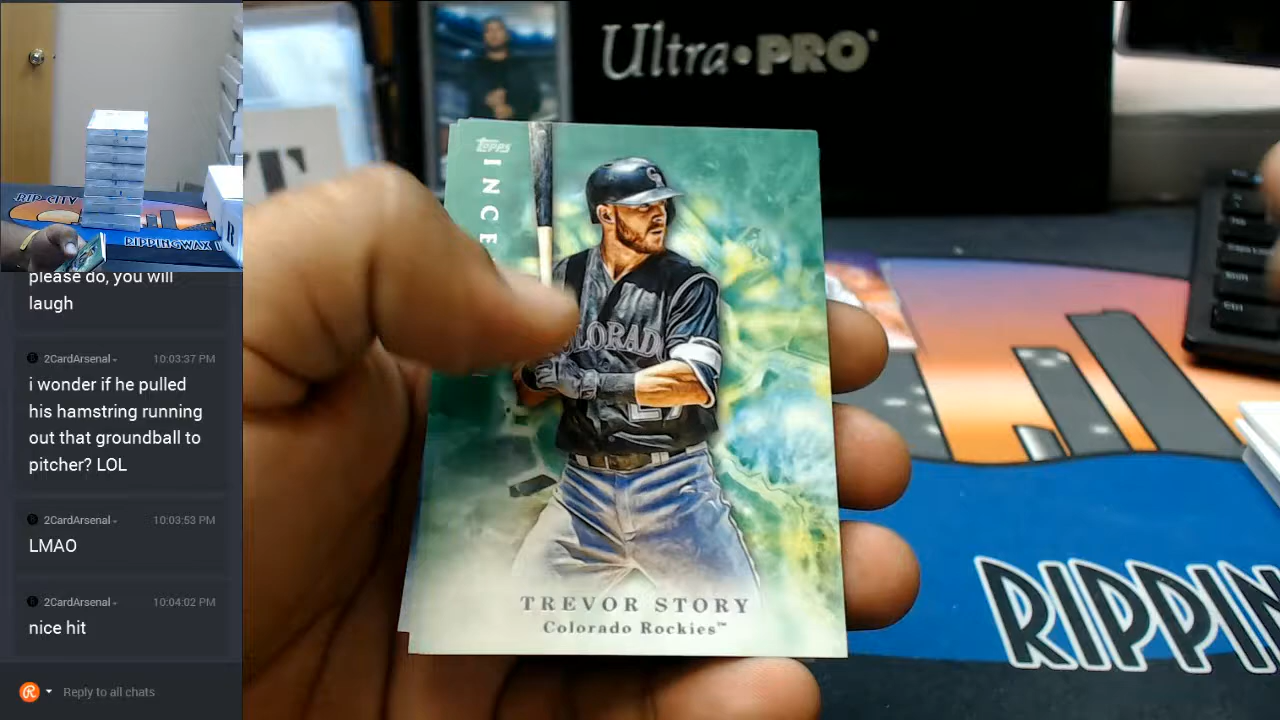 Ultra·PRO
RIP CITY
RIPPINGWAX
R
please do, you will
laugh
2CardArsenal
10:03:37 PM
i wonder if he pulled
his hamstring running
out that groundball to
pitcher? LOL
2CardArsenal
10:03:53 PM
LMAO
2CardArsenal
10:04:02 PM
nice hit
Reply to all chats
Topps
INCE
COLORADO
27
TREVOR STORY
Colorado Rockies™
RIPPIN